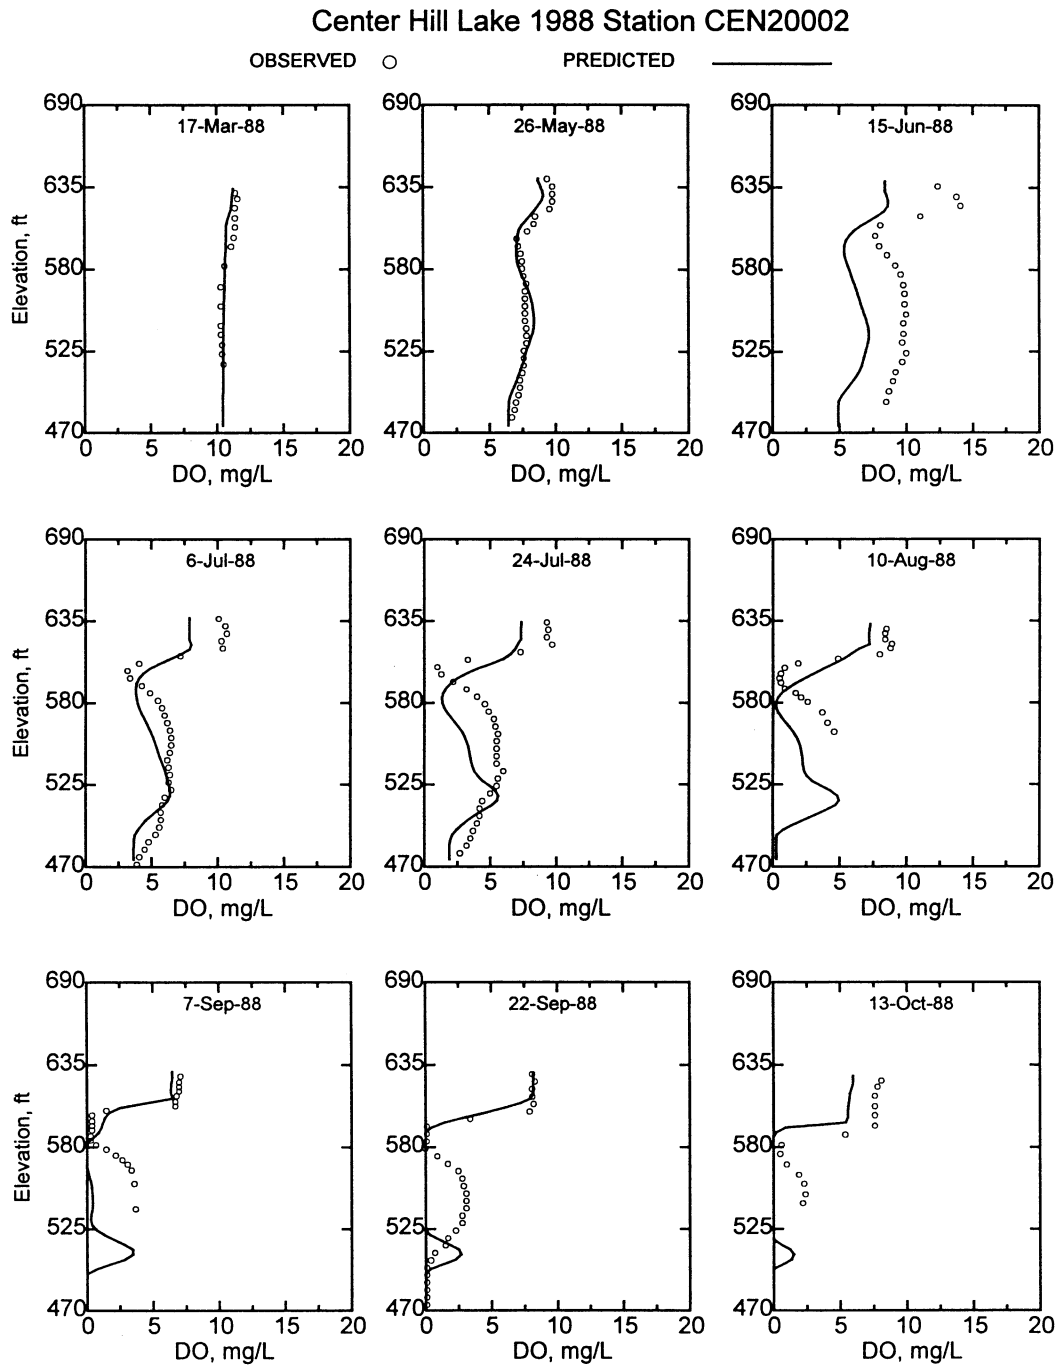 Center Hill Lake 1988 Station CEN20002
OBSERVED PREDICTED
690
17-Mar-88
635
580
525
470
0 5 10 15 20
DO, mg/L
Elevation, ft
690
26-May-88
635
580
525
470
0 5 10 15 20
DO, mg/L
690
15-Jun-88
635
580
525
470
0 5 10 15 20
DO, mg/L
690
6-Jul-88
635
580
525
470
0 5 10 15 20
DO, mg/L
Elevation, ft
690
24-Jul-88
635
580
525
470
0 5 10 15 20
DO, mg/L
690
10-Aug-88
635
580
525
470
0 5 10 15 20
DO, mg/L
690
7-Sep-88
635
580
525
470
0 5 10 15 20
DO, mg/L
Elevation, ft
690
22-Sep-88
635
580
525
470
0 5 10 15 20
DO, mg/L
690
13-Oct-88
635
580
525
470
0 5 10 15 20
DO, mg/L